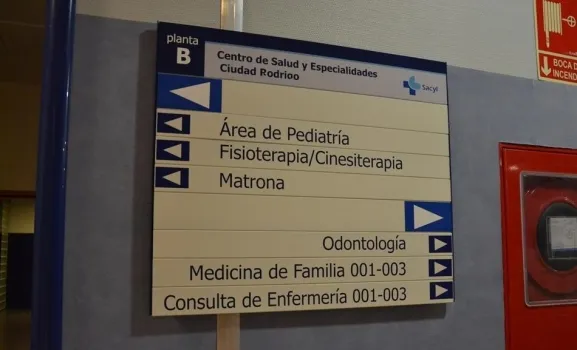 planta
B
Centro de Salud y Especialidades
Ciudad Rodrigo
Sacyl
Área de Pediatría
Fisioterapia/Cinesiterapia
Matrona
Odontología
Medicina de Familia 001-003
Consulta de Enfermería 001-003
BOCA D
INCEND